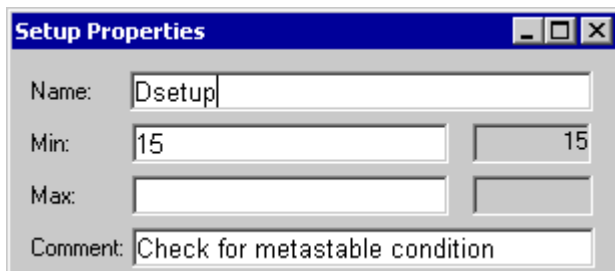 Setup Properties
Name: Dsetup
Min: 15 15
Max:
Comment: Check for metastable condition